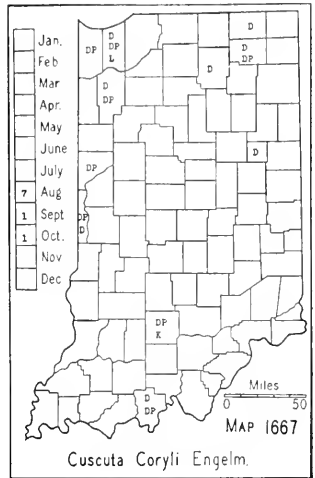 Jan.
Feb
Mar
Apr.
May
June
July
7 Aug
1 Sept
1 Oct.
Nov
Dec
D
DP
D
DP
L
D
DP
D
D
DP
D
DP
DP
D
DP
K
D
DP
Miles
0 50
MAP 1667
Cuscuta Coryli Engelm.